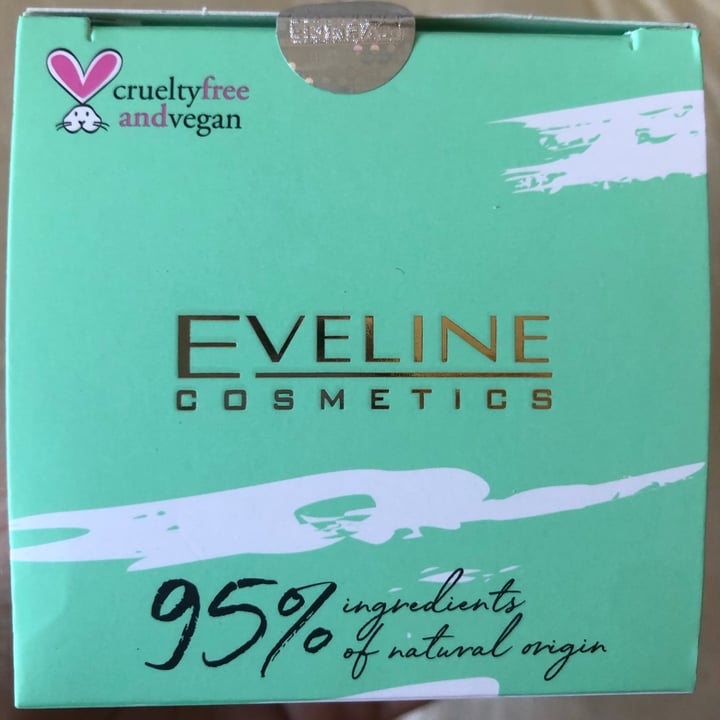 crueltyfree
andvegan
EVELINE
COSMETICS
95% ingredients
of natural origin